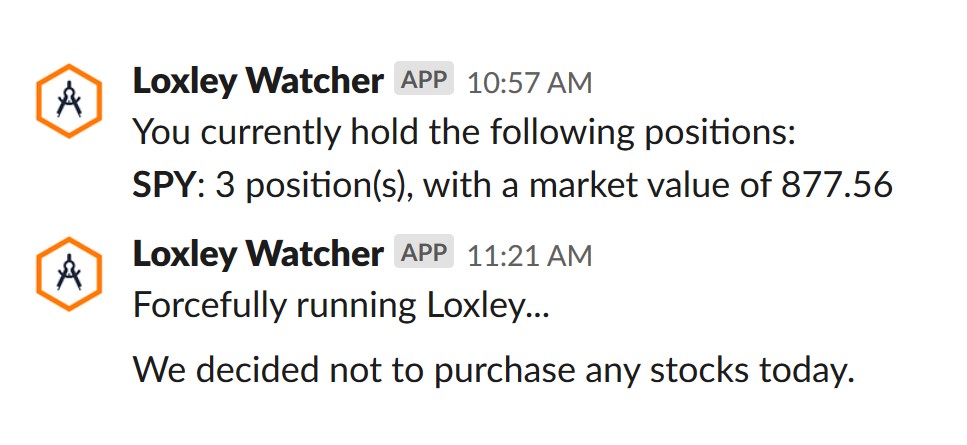 Loxley Watcher APP 10:57 AM
You currently hold the following positions:
SPY: 3 position(s), with a market value of 877.56
Loxley Watcher APP 11:21 AM
Forcefully running Loxley...
We decided not to purchase any stocks today.